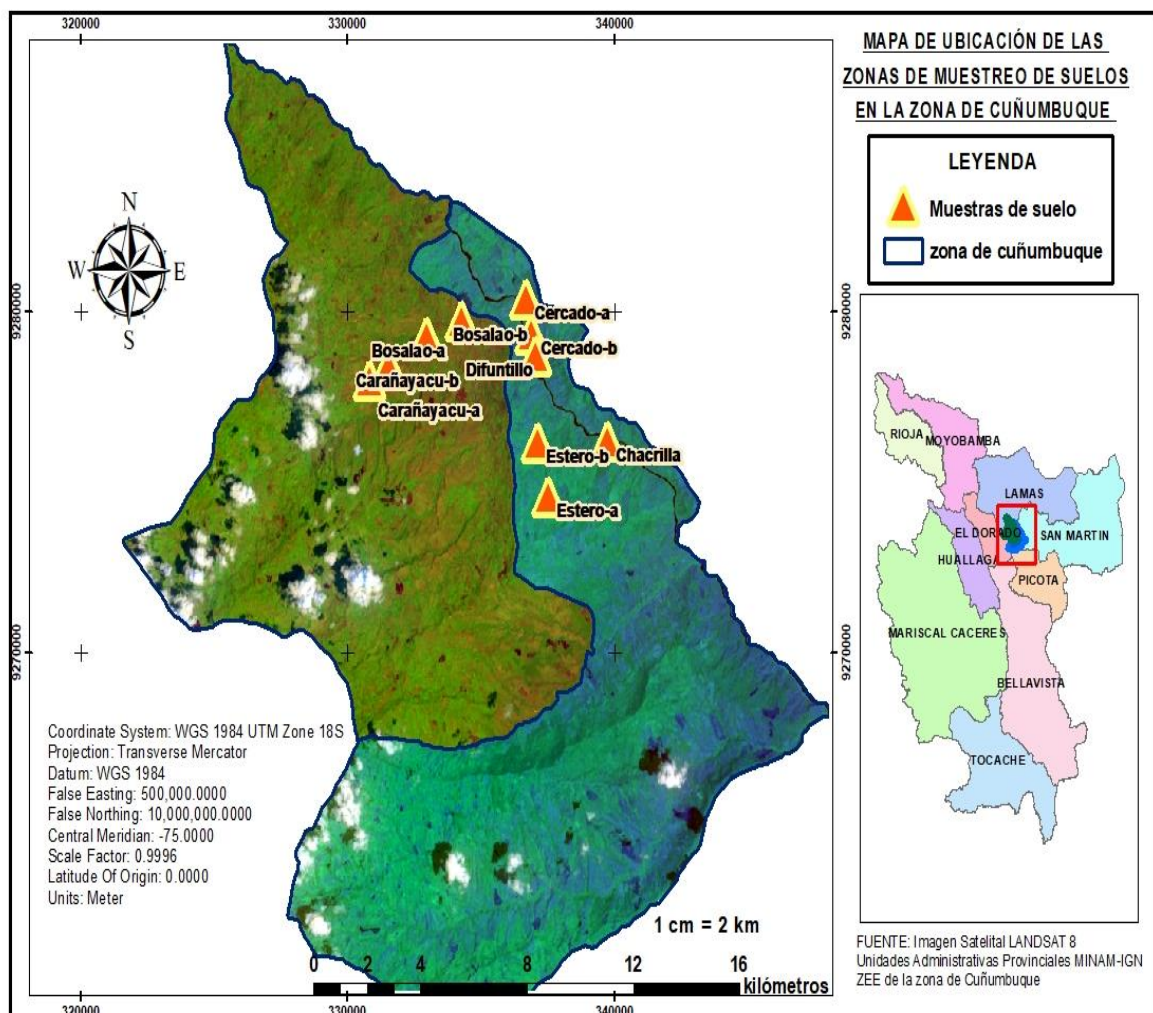 320000
330000
340000
MAPA DE UBICACIÓN DE LAS
ZONAS DE MUESTREO DE SUELOS
EN LA ZONA DE CUÑUMBUQUE
LEYENDA
Muestras de suelo
zona de cuñumbuque
N
W
E
S
9280000
9280000
Cercado-a
Bosalao-b
Cercado-b
Bosalao-a
Difuntillo
Carañayacu-b
Carañayacu-a
Estero-b
Chacrilla
Estero-a
RIOJA
MOYOBAMBA
LAMAS
EL DORADO
SAN MARTIN
HUALLAGA
PICOTA
MARISCAL CACERES
BELLAVISTA
TOCACHE
9270000
9270000
Coordinate System: WGS 1984 UTM Zone 18S
Projection: Transverse Mercator
Datum: WGS 1984
False Easting: 500,000.0000
False Northing: 10,000,000.0000
Central Meridian: -75.0000
Scale Factor: 0.9996
Latitude Of Origin: 0.0000
Units: Meter
1 cm = 2 km
0 2 4 8 12 16
kilómetros
FUENTE: Imagen Satelital LANDSAT 8
Unidades Administrativas Provinciales MINAM-IGN
ZEE de la zona de Cuñumbuque
320000
330000
340000